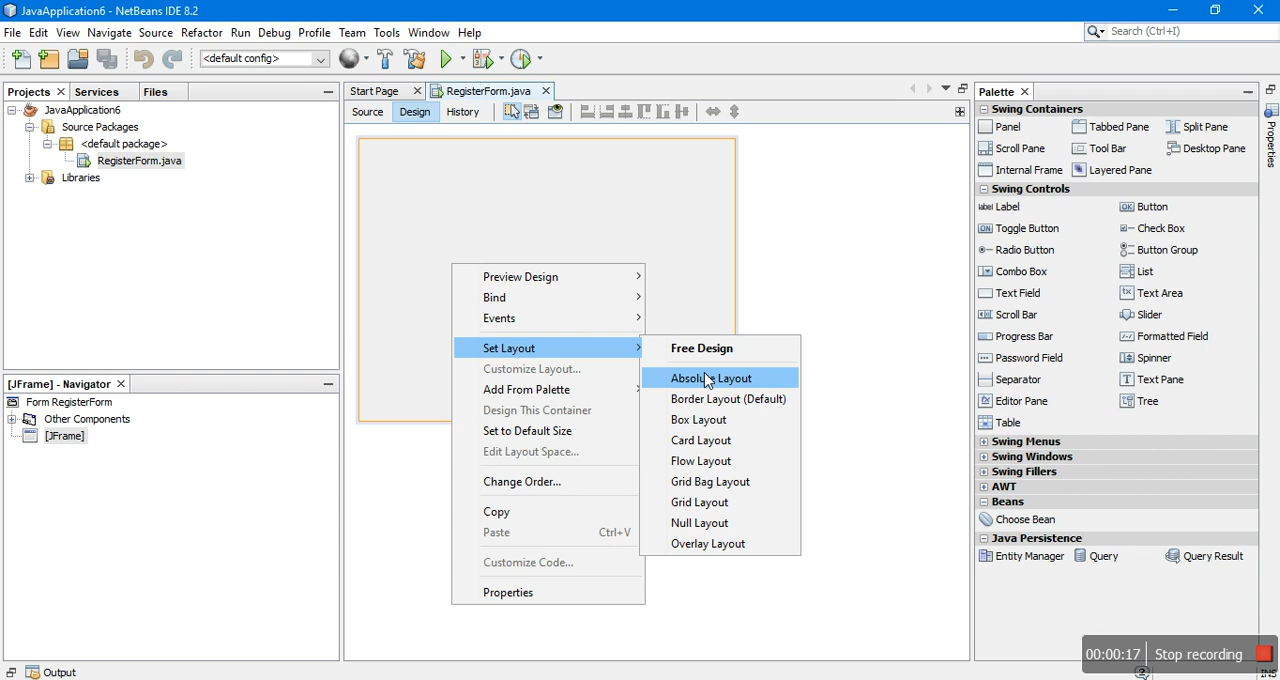 JavaApplication6 - NetBeans IDE 8.2
File Edit View Navigate Source Refactor Run Debug Profile Team Tools Window Help
Search (Ctrl+I)
<default config>
Projects Services Files
JavaApplication6
Source Packages
<default package>
RegisterForm.java
Libraries
[JFrame] - Navigator
Form RegisterForm
Other Components
[JFrame]
Output
Start Page RegisterForm.java
Source Design History
Preview Design
Bind
Events
Set Layout
Customize Layout...
Add From Palette
Design This Container
Set to Default Size
Edit Layout Space...
Change Order...
Copy
Paste Ctrl+V
Customize Code...
Properties
Free Design
Absolute Layout
Border Layout (Default)
Box Layout
Card Layout
Flow Layout
Grid Bag Layout
Grid Layout
Null Layout
Overlay Layout
Palette
Swing Containers
Panel Tabbed Pane Split Pane
Scroll Pane Tool Bar Desktop Pane
Internal Frame Layered Pane
Swing Controls
label Label OK Button
ON Toggle Button Check Box
Radio Button Button Group
Combo Box List
Text Field Text Area
Scroll Bar Slider
Progress Bar Formatted Field
Password Field Spinner
Separator Text Pane
Editor Pane Tree
Table
Swing Menus
Swing Windows
Swing Fillers
AWT
Beans
Choose Bean
Java Persistence
Entity Manager Query Query Result
Properties
00:00:17 Stop recording
INS